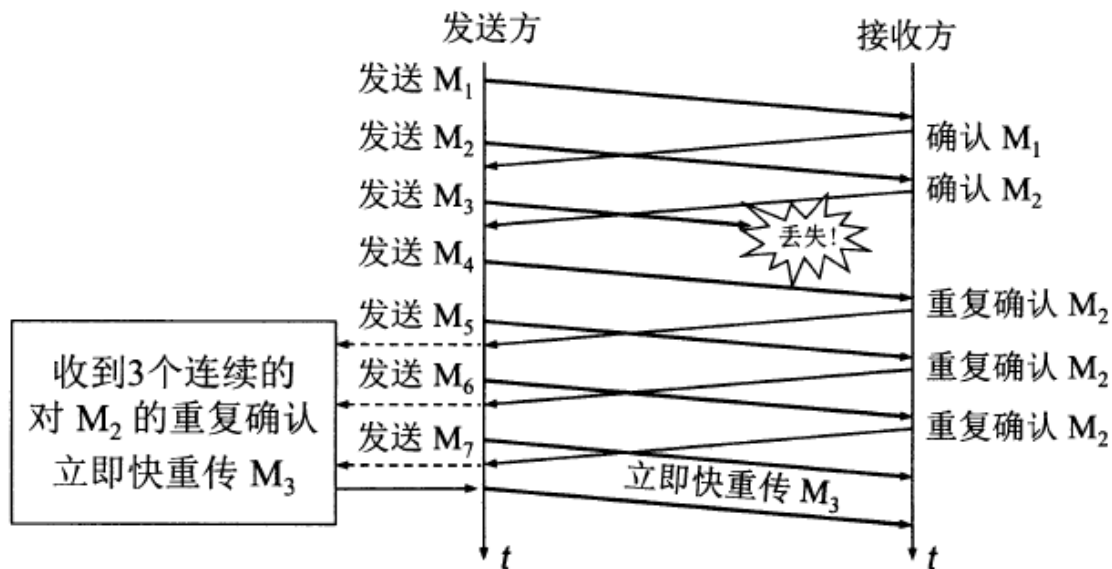 发送方
接收方
发送 M₁
确认 M₁
发送 M₂
确认 M₂
发送 M₃
丢失!
发送 M₄
重复确认 M₂
发送 M₅
重复确认 M₂
发送 M₆
重复确认 M₂
发送 M₇
收到3个连续的
对 M₂ 的重复确认
立即快重传 M₃
立即快重传 M₃
t
t